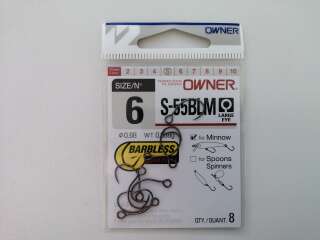 OWNER
2 3 4 5 6 7 8 9 10
SIZE/N°
OWNER
6
S-55BLM
LARGE
EYE
BARBLESS
for Minnow
for Spoons
Spinners
QTY./QUANT. 8